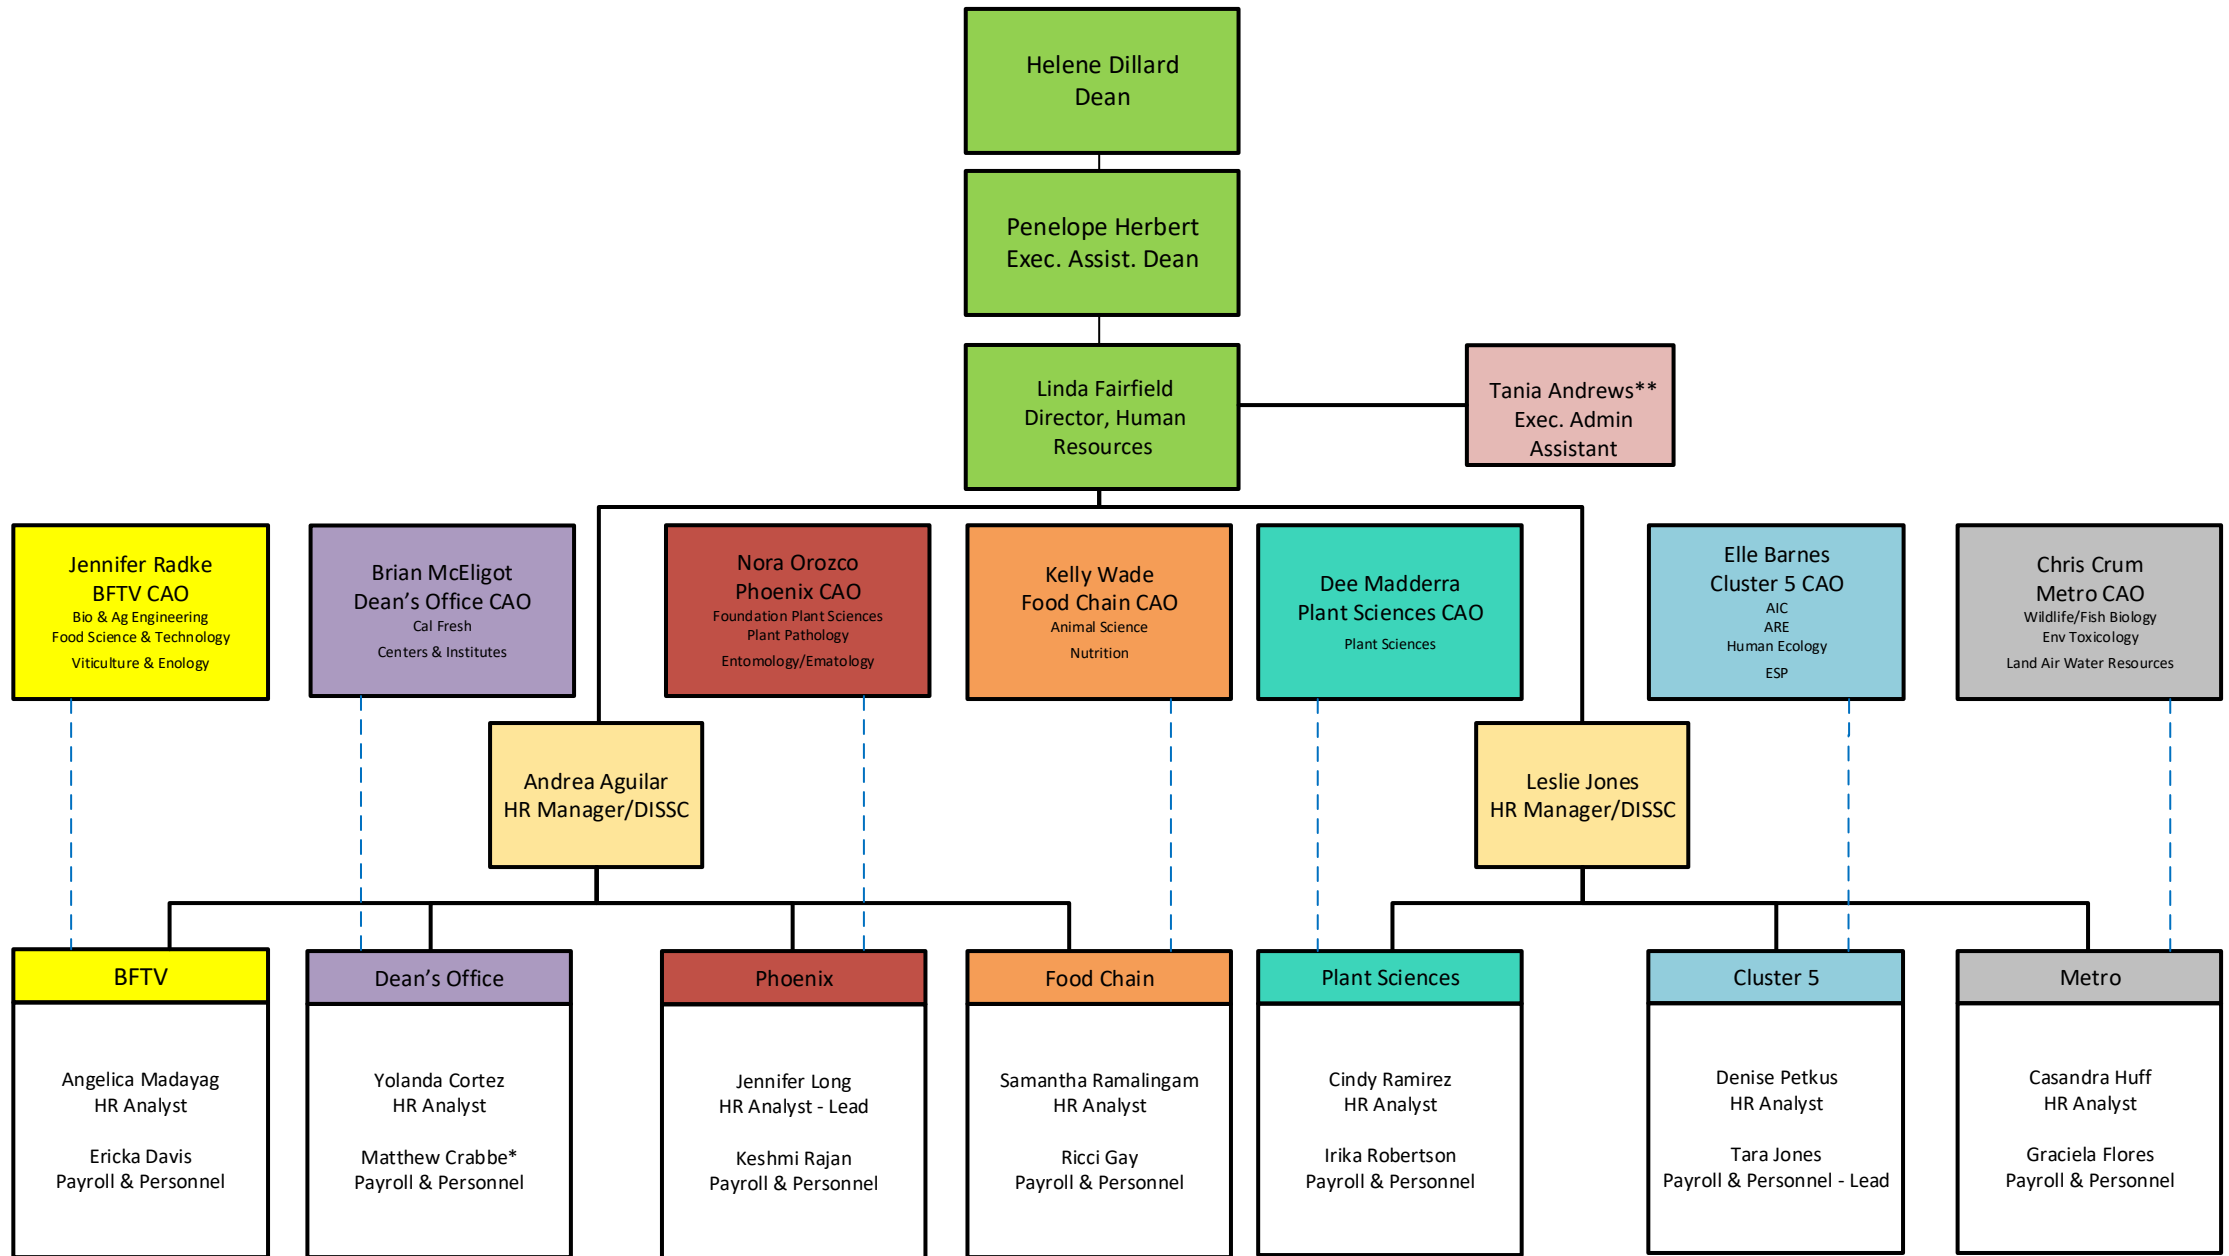 Helene Dillard
Dean
Penelope Herbert
Exec. Assist. Dean
Linda Fairfield
Director, Human
Resources
Tania Andrews**
Exec. Admin
Assistant
Jennifer Radke
BFTV CAO
Bio & Ag Engineering
Food Science & Technology
Viticulture & Enology
Brian McEligot
Dean's Office CAO
Cal Fresh
Centers & Institutes
Nora Orozco
Phoenix CAO
Foundation Plant Sciences
Plant Pathology
Entomology/Ematology
Kelly Wade
Food Chain CAO
Animal Science
Nutrition
Dee Madderra
Plant Sciences CAO
Plant Sciences
Elle Barnes
Cluster 5 CAO
AIC
ARE
Human Ecology
ESP
Chris Crum
Metro CAO
Wildlife/Fish Biology
Env Toxicology
Land Air Water Resources
Andrea Aguilar
HR Manager/DISSC
Leslie Jones
HR Manager/DISSC
BFTV
Angelica Madayag
HR Analyst
Ericka Davis
Payroll & Personnel
Dean's Office
Yolanda Cortez
HR Analyst
Matthew Crabbe*
Payroll & Personnel
Phoenix
Jennifer Long
HR Analyst - Lead
Keshmi Rajan
Payroll & Personnel
Food Chain
Samantha Ramalingam
HR Analyst
Ricci Gay
Payroll & Personnel
Plant Sciences
Cindy Ramirez
HR Analyst
Irika Robertson
Payroll & Personnel
Cluster 5
Denise Petkus
HR Analyst
Tara Jones
Payroll & Personnel - Lead
Metro
Casandra Huff
HR Analyst
Graciela Flores
Payroll & Personnel